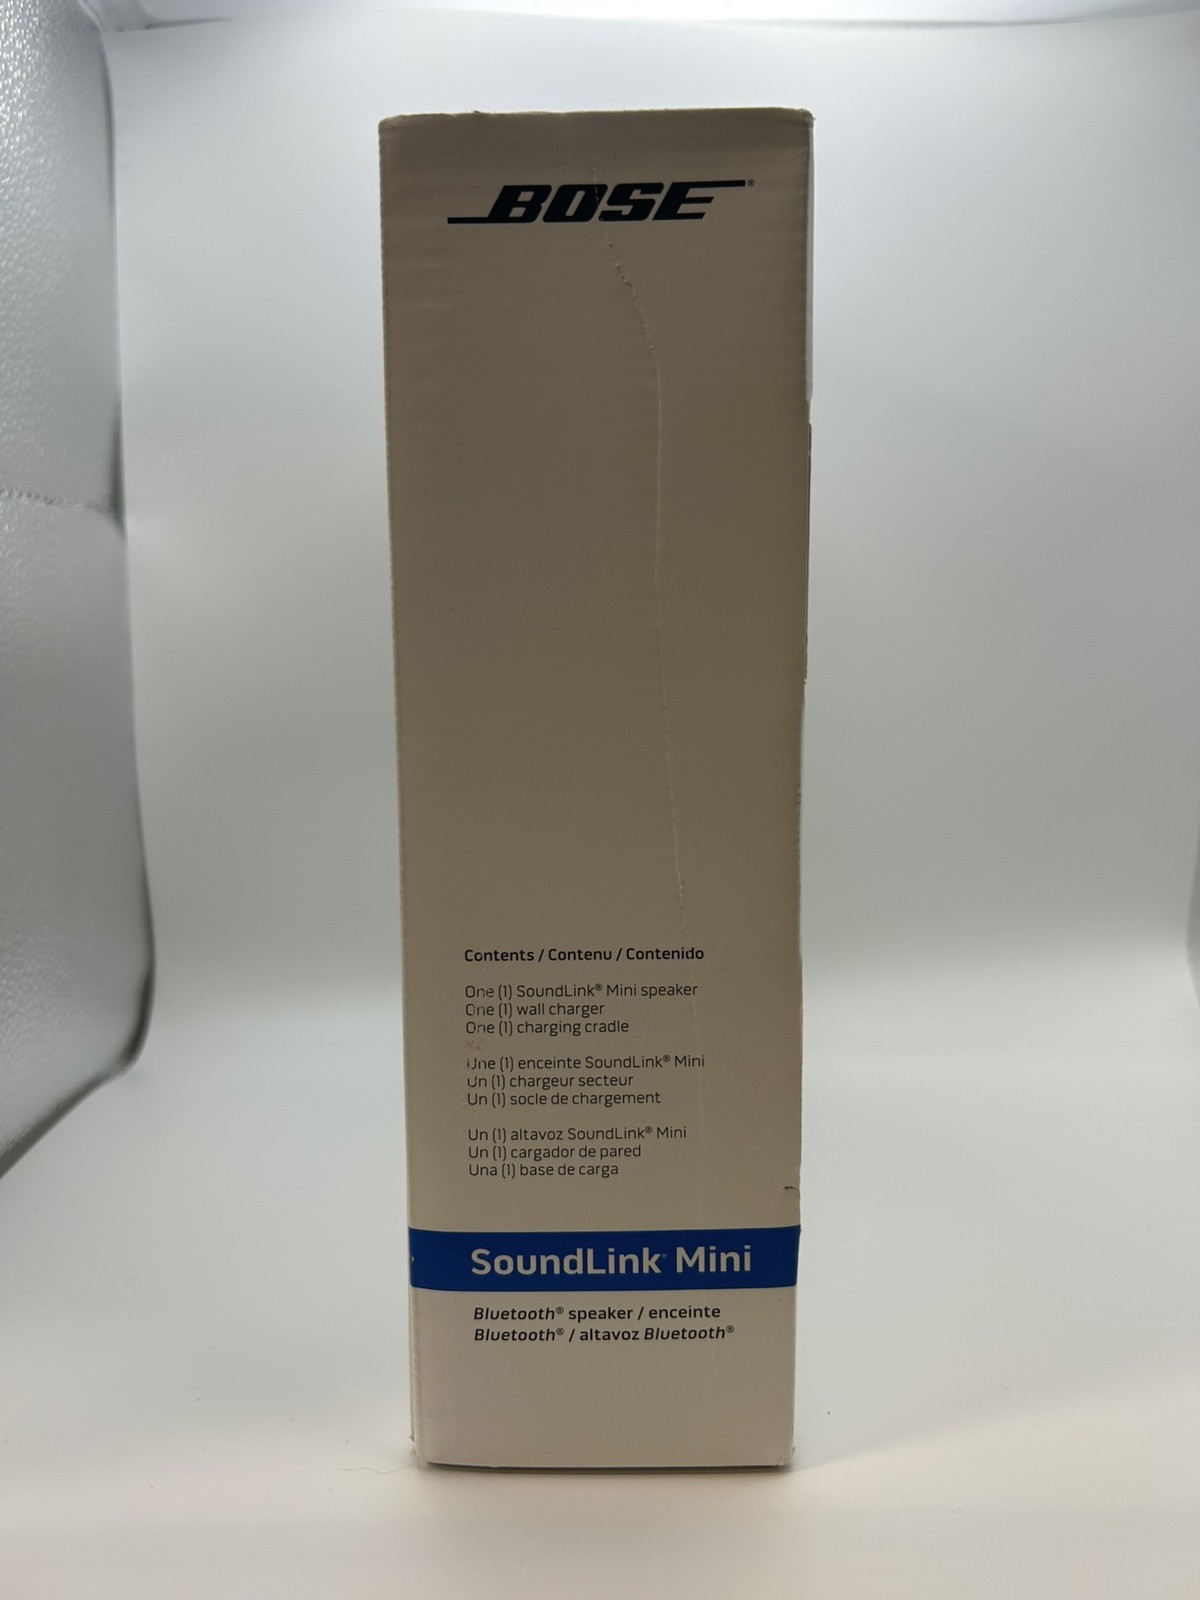 BOSE®
Contents / Contenu / Contenido
One (1) SoundLink® Mini speaker
One (1) wall charger
One (1) charging cradle
Une (1) enceinte SoundLink® Mini
Un (1) chargeur secteur
Un (1) socle de chargement
Un (1) altavoz SoundLink® Mini
Un (1) cargador de pared
Una (1) base de carga
SoundLink® Mini
Bluetooth® speaker / enceinte
Bluetooth® / altavoz Bluetooth®